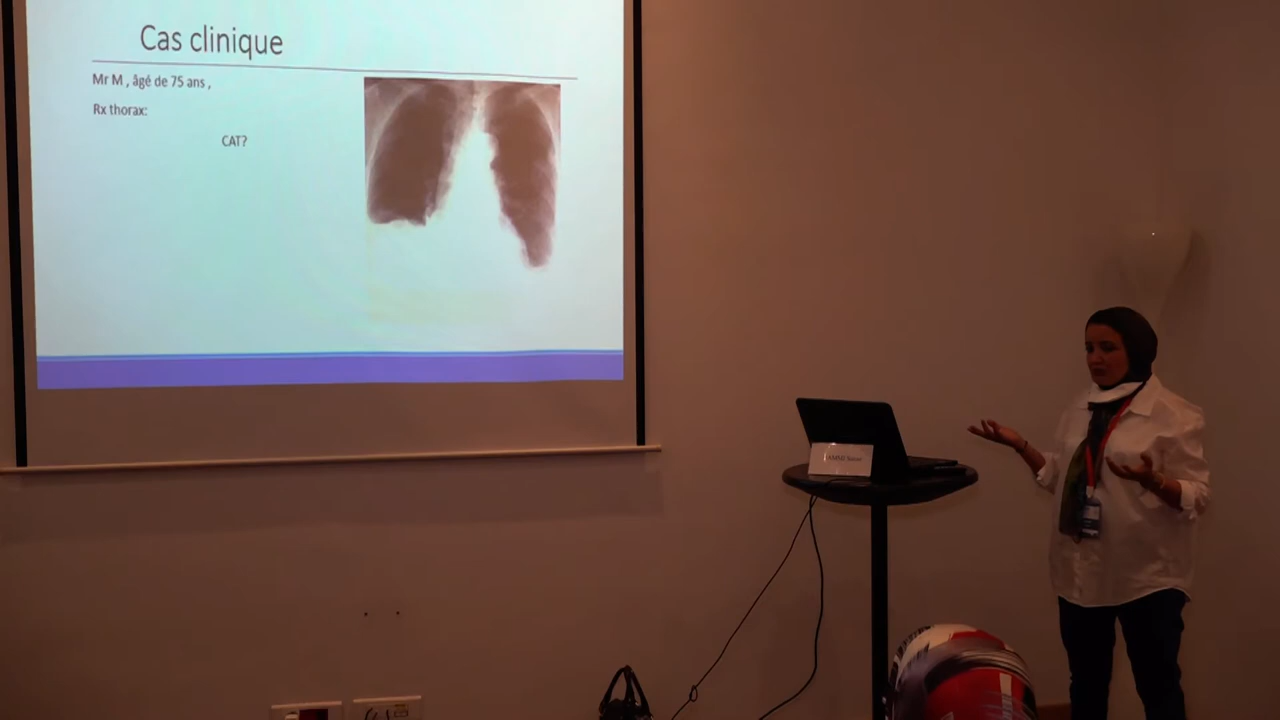 Cas clinique
Mr M , âgé de 75 ans ,
Rx thorax:
CAT?